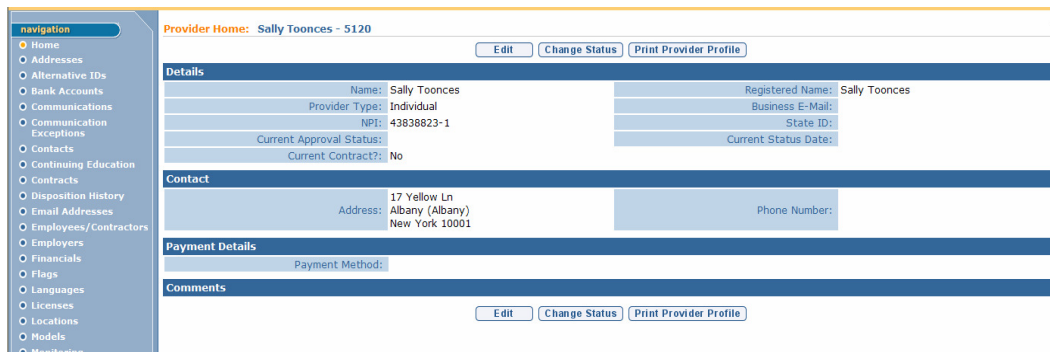 navigation
Home
Addresses
Alternative IDs
Bank Accounts
Communications
Communication
Exceptions
Contacts
Continuing Education
Contracts
Disposition History
Email Addresses
Employees/Contractors
Employers
Financials
Flags
Languages
Licenses
Locations
Models
Monitoring
Provider Home: Sally Toonces - 5120
Edit Change Status Print Provider Profile
Details
Name: Sally Toonces Registered Name: Sally Toonces
Provider Type: Individual Business E-Mail:
NPI: 43838823-1 State ID:
Current Approval Status: Current Status Date:
Current Contract?: No
Contact
Address: 17 Yellow Ln
Albany (Albany)
New York 10001
Phone Number:
Payment Details
Payment Method:
Comments
Edit Change Status Print Provider Profile